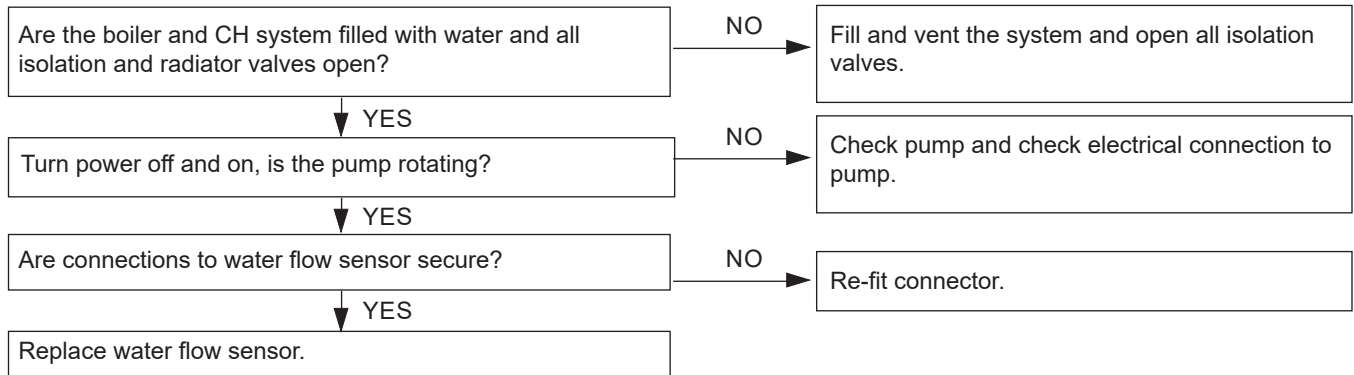 Are the boiler and CH system filled with water and all
isolation and radiator valves open?
NO
Fill and vent the system and open all isolation
valves.
YES
Turn power off and on, is the pump rotating?
NO
Check pump and check electrical connection to
pump.
YES
Are connections to water flow sensor secure?
NO
Re-fit connector.
YES
Replace water flow sensor.